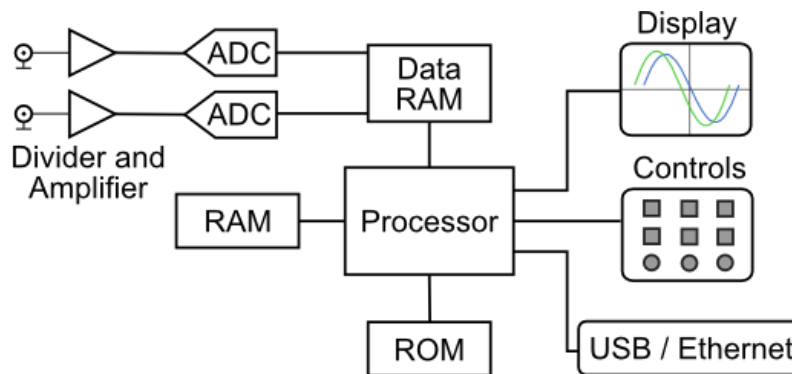 Display
ADC
Data
RAM
ADC
Divider and
Amplifier
Controls
RAM
Processor
ROM
USB / Ethernet